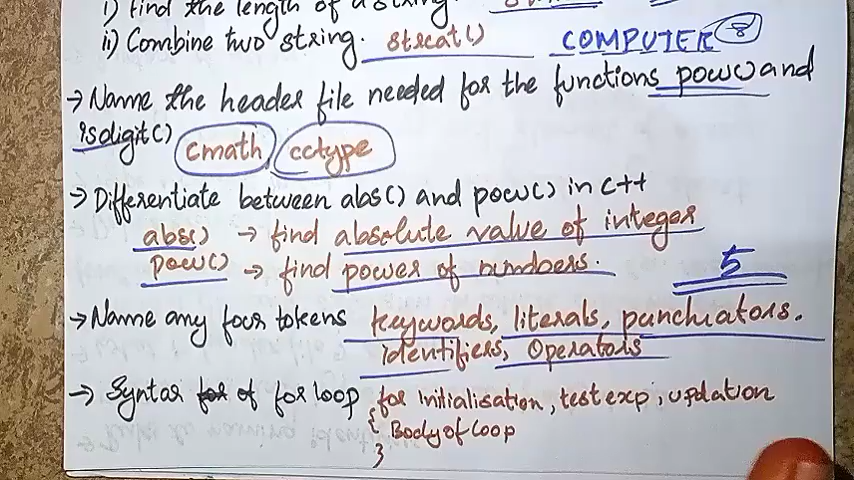 i) Find the length of a string.
ii) Combine two string. strcat() COMPUTER 8
→ Name the header file needed for the functions pow() and
isdigit() cmath, cctype
→ Differentiate between abs() and pow() in C++
abs() → find absolute value of integer
pow() → find power of numbers. 5
→ Name any four tokens keywords, literals, punctuators.
identifiers, Operators
→ Syntax of for loop for initialisation, test exp, updation
{ Body of loop
}